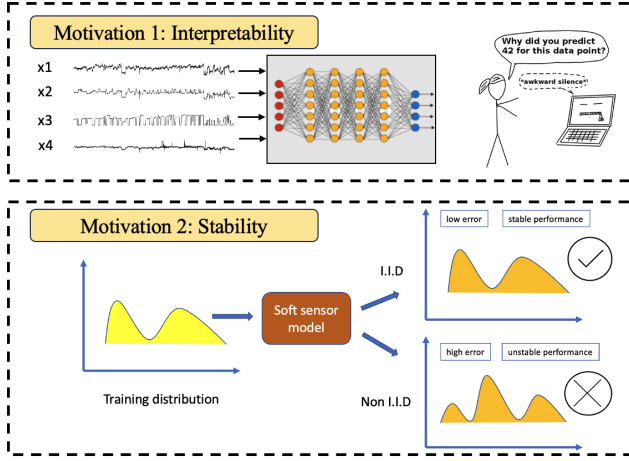 Motivation 1: Interpretability
x1
x2
x3
x4
Why did you predict
42 for this data point?
*awkward silence*
Motivation 2: Stability
Training distribution
Soft sensor
model
I.I.D
Non I.I.D
low error
stable performance
high error
unstable performance